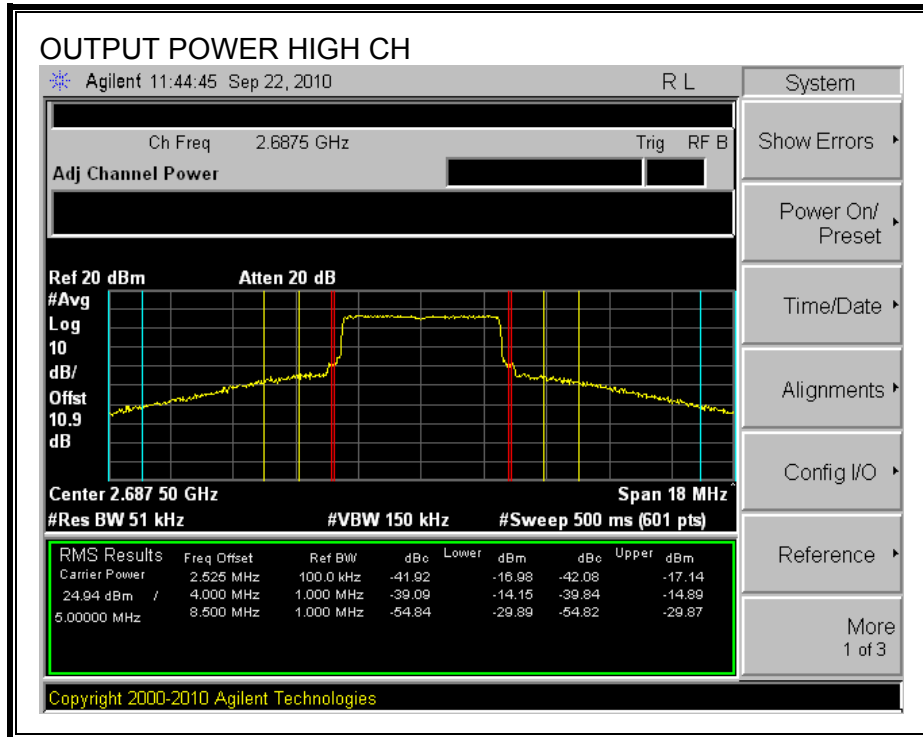 OUTPUT POWER HIGH CH
Agilent 11:44:45 Sep 22, 2010 R L System
Ch Freq 2.6875 GHz Trig RF B
Adj Channel Power
Show Errors
Power On/
Preset
Time/Date
Alignments
Config I/O
Reference
More
1 of 3
Ref 20 dBm Atten 20 dB
#Avg
Log
10
dB/
Offst
10.9
dB
Center 2.687 50 GHz Span 18 MHz
#Res BW 51 kHz #VBW 150 kHz #Sweep 500 ms (601 pts)
RMS Results Freq Offset Ref BW dBc Lower dBm dBc Upper dBm
Carrier Power 2.525 MHz 100.0 kHz -41.92 -16.98 -42.08 -17.14
24.94 dBm / 4.000 MHz 1.000 MHz -39.09 -14.15 -39.84 -14.89
5.00000 MHz 8.500 MHz 1.000 MHz -54.84 -29.89 -54.82 -29.87
Copyright 2000-2010 Agilent Technologies